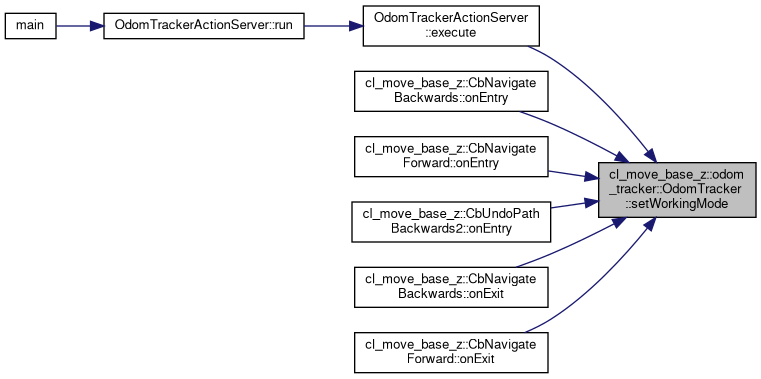 main
OdomTrackerActionServer::run
OdomTrackerActionServer
::execute
cl_move_base_z::CbNavigate
Backwards::onEntry
cl_move_base_z::CbNavigate
Forward::onEntry
cl_move_base_z::CbUndoPath
Backwards2::onEntry
cl_move_base_z::CbNavigate
Backwards::onExit
cl_move_base_z::CbNavigate
Forward::onExit
cl_move_base_z::odom
_tracker::OdomTracker
::setWorkingMode